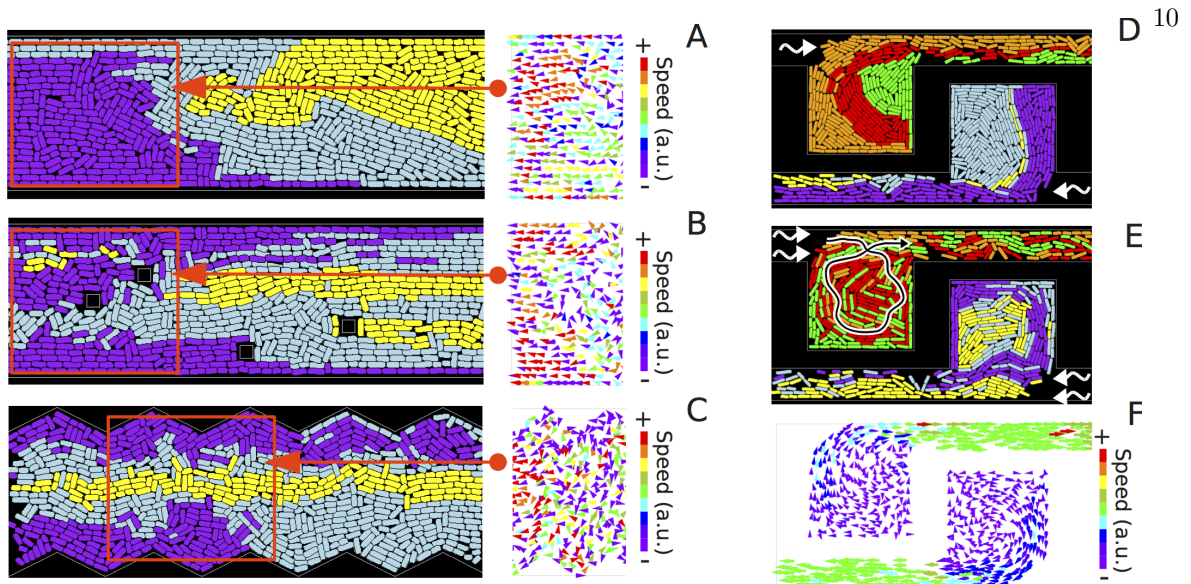 A
+
Speed (a.u.)
-
B
+
Speed (a.u.)
-
C
+
Speed (a.u.)
-
D
10
E
F
+
Speed (a.u.)
-